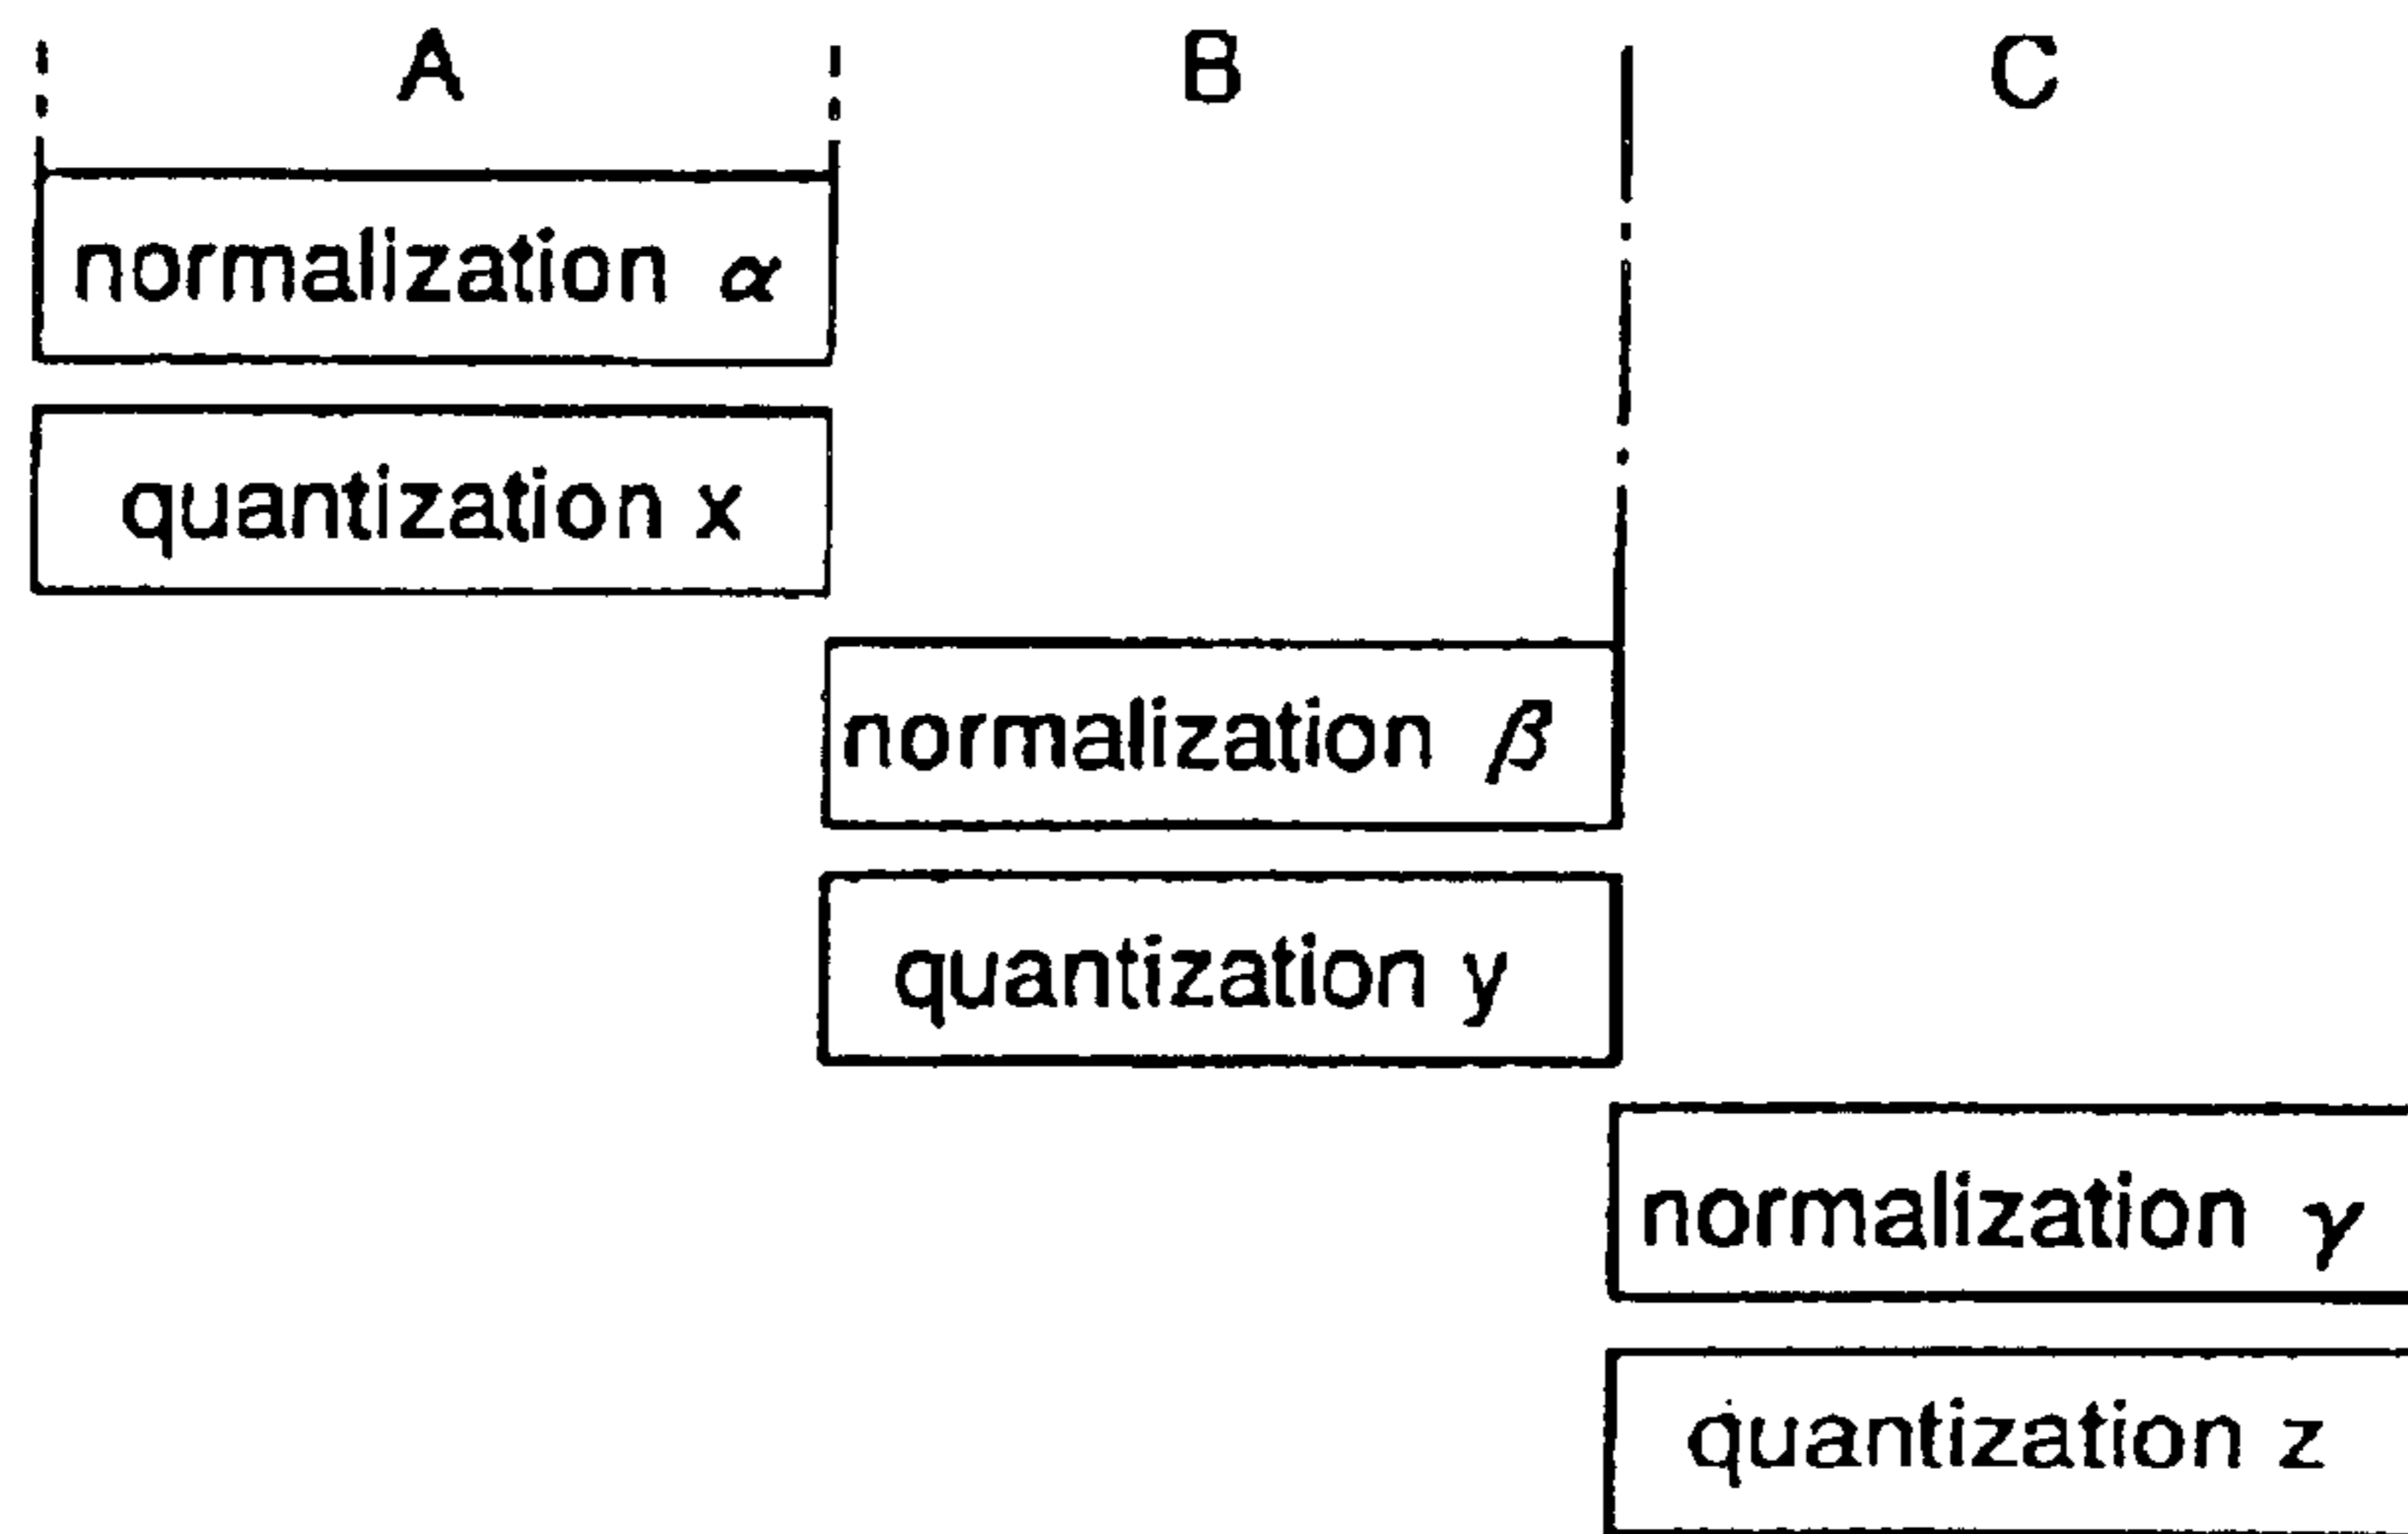 A B C
normalization α
quantization x
normalization β
quantization y
normalization γ
quantization z